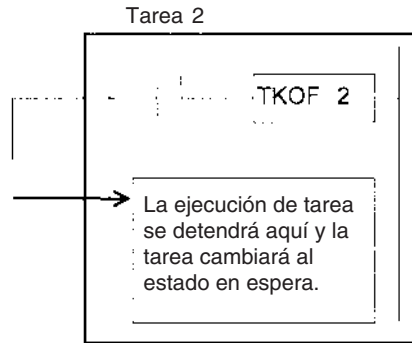 Tarea 2
TKOF 2
La ejecución de tarea
se detendrá aquí y la
tarea cambiará al
estado en espera.